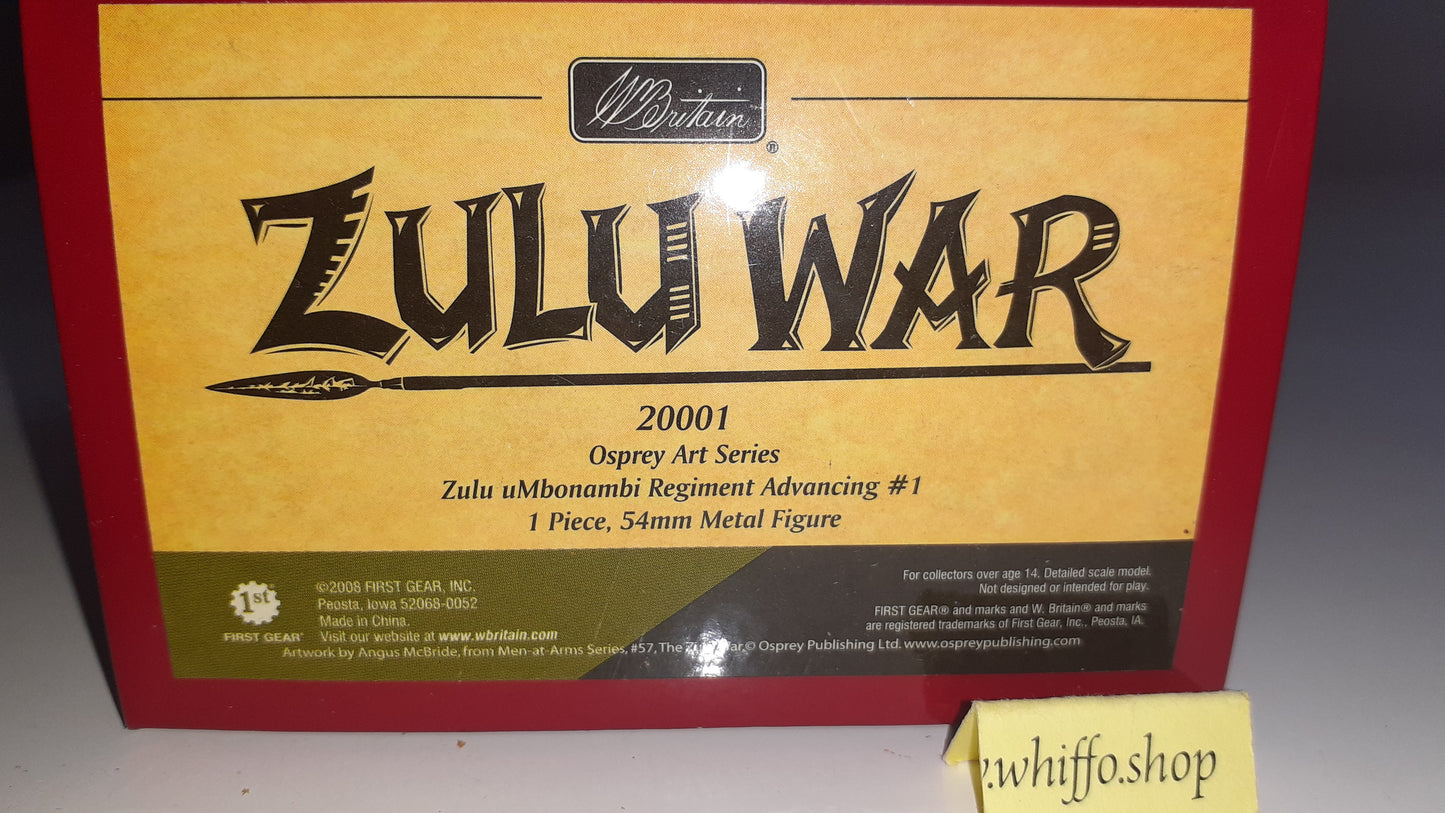 W Britain
®
ZULU WAR
20001
Osprey Art Series
Zulu uMbonambi Regiment Advancing #1
1 Piece, 54mm Metal Figure
1st
FIRST GEAR®
©2008 FIRST GEAR, INC.
Peosta, Iowa 52068-0052
Made in China.
Visit our website at www.wbritain.com
For collectors over age 14. Detailed scale model.
Not designed or intended for play.
FIRST GEAR® and marks and W. Britain® and marks
are registered trademarks of First Gear, Inc., Peosta, IA.
Artwork by Angus McBride, from Men-at-Arms Series, #57, The Zulu War,© Osprey Publishing Ltd. www.ospreypublishing.com
.whiffo.shop